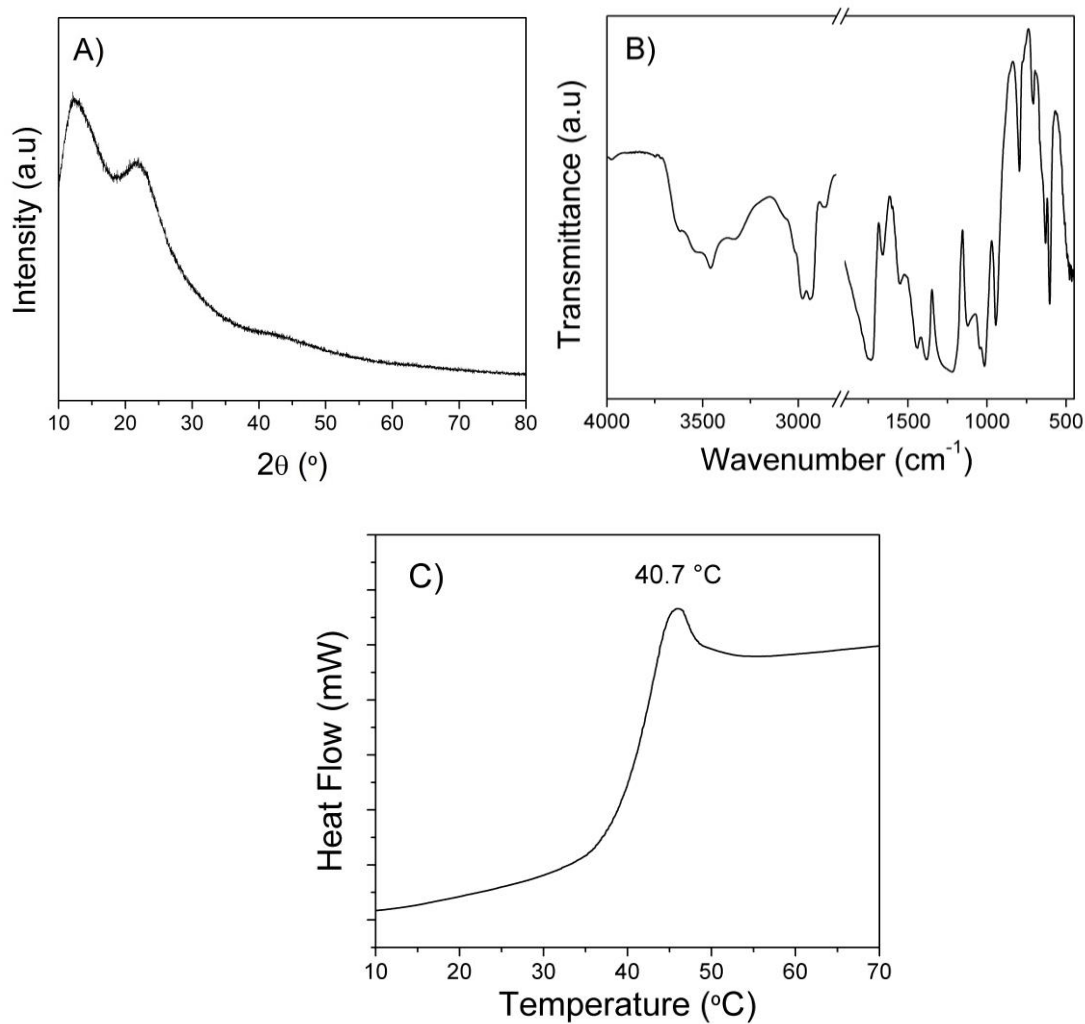 A)
Intensity (a.u)
10 20 30 40 50 60 70 80
2θ (º)
B)
Transmittance (a.u)
4000 3500 3000 1500 1000 500
Wavenumber (cm⁻¹)
C)
40.7 °C
Heat Flow (mW)
10 20 30 40 50 60 70
Temperature (ºC)